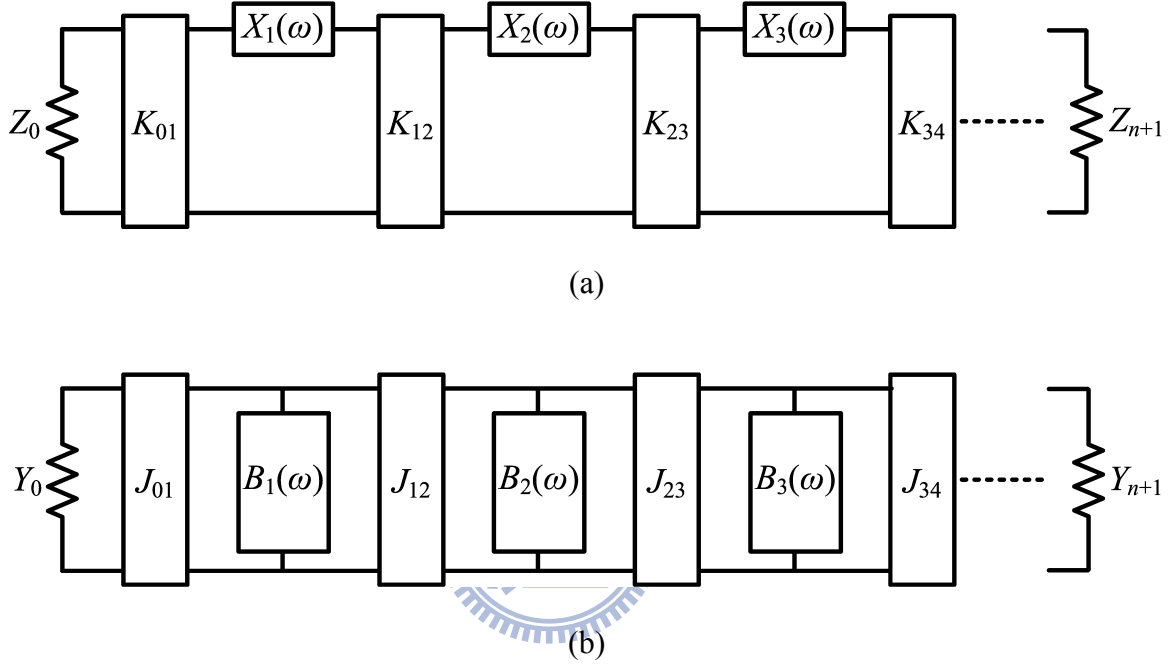 X₁(ω) X₂(ω) X₃(ω)
Z₀ K₀₁ K₁₂ K₂₃ K₃₄ Zₙ₊₁
(a)
Y₀ J₀₁ B₁(ω) J₁₂ B₂(ω) J₂₃ B₃(ω) J₃₄ Yₙ₊₁
(b)